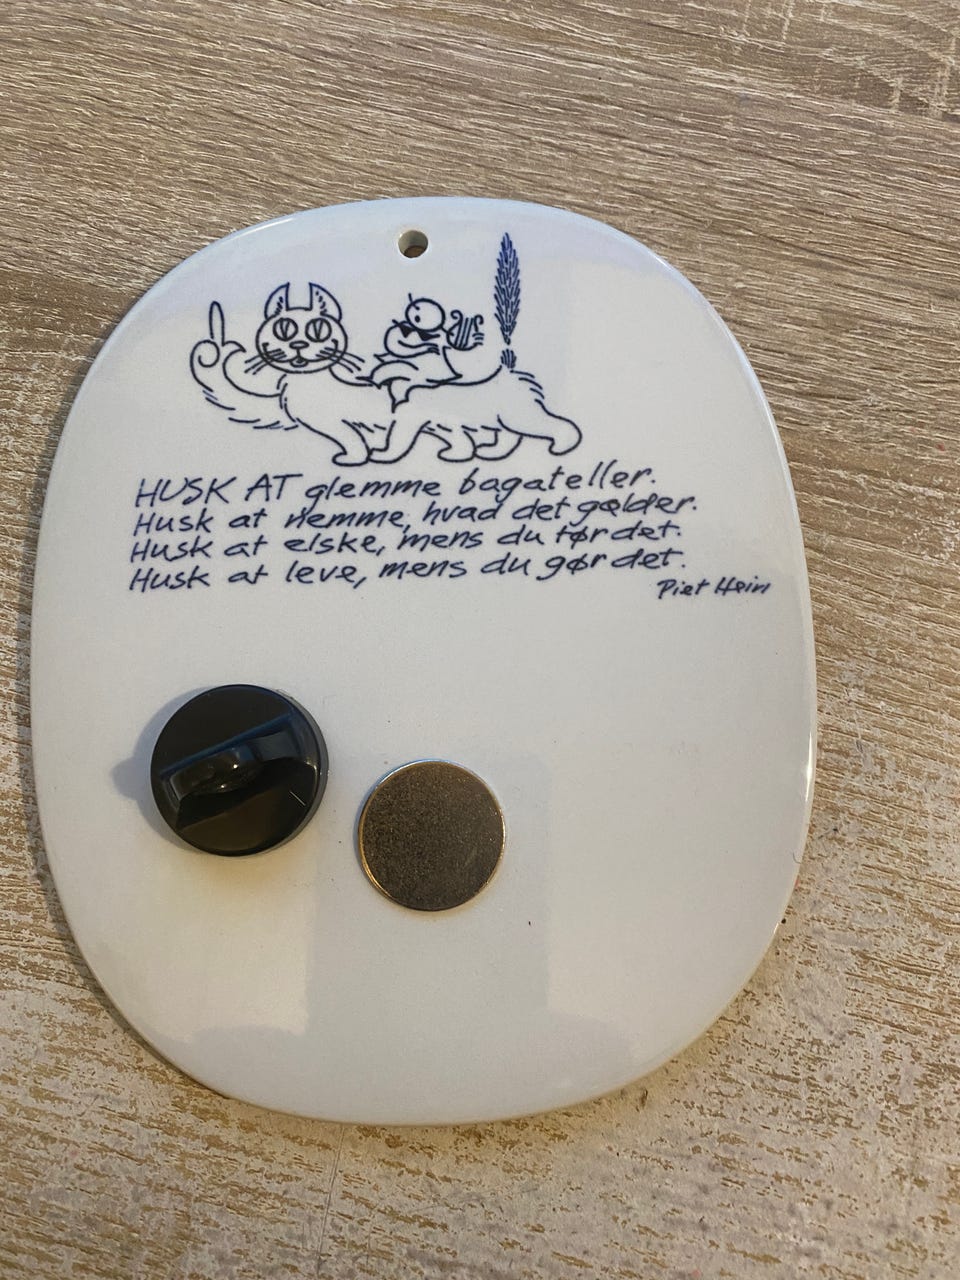 HUSK AT glemme bagateller.
Husk at nemme, hvad det gælder.
Husk at elske, mens du tør det.
Husk at leve, mens du gør det.
Piet Hein